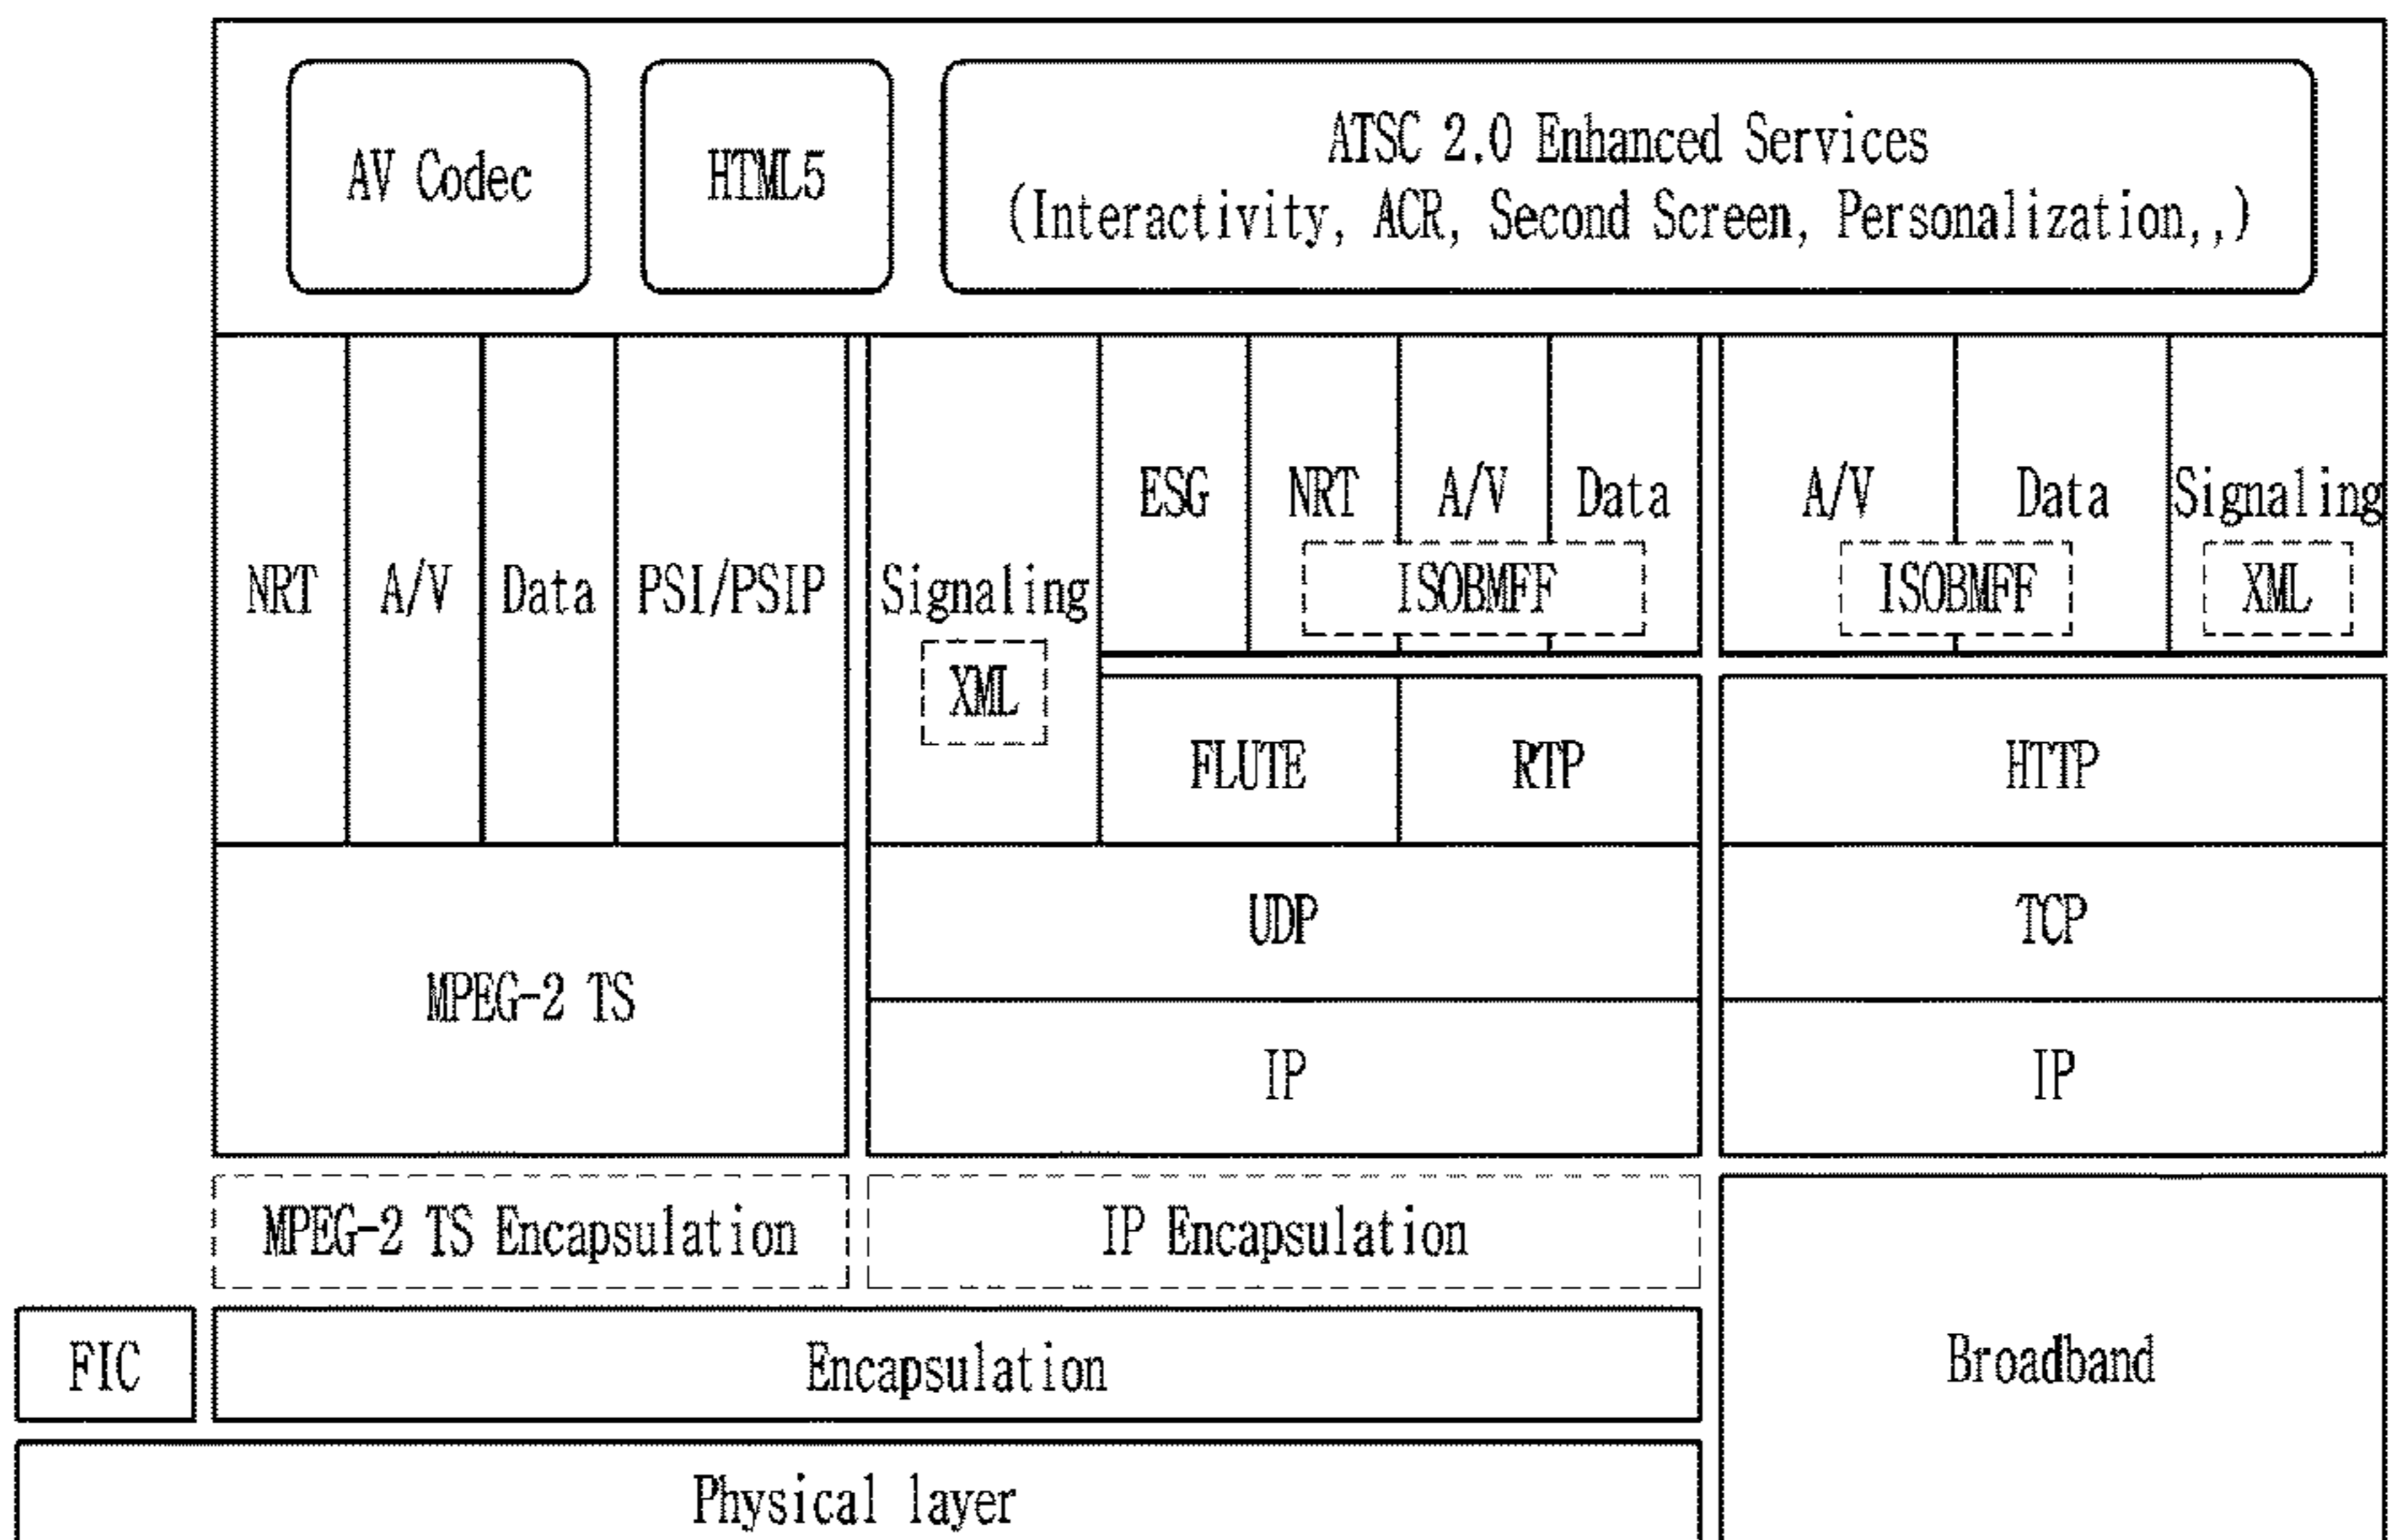 AV Codec
HTML5
ATSC 2.0 Enhanced Services
(Interactivity, ACR, Second Screen, Personalization,,)
NRT
A/V
Data
PSI/PSIP
Signaling
XML
ESG
NRT
A/V
Data
ISOBMFF
A/V
Data
ISOBMFF
Signaling
XML
FLUTE
RTP
HTTP
MPEG-2 TS
UDP
TCP
IP
IP
MPEG-2 TS Encapsulation
IP Encapsulation
Broadband
FIC
Encapsulation
Physical layer